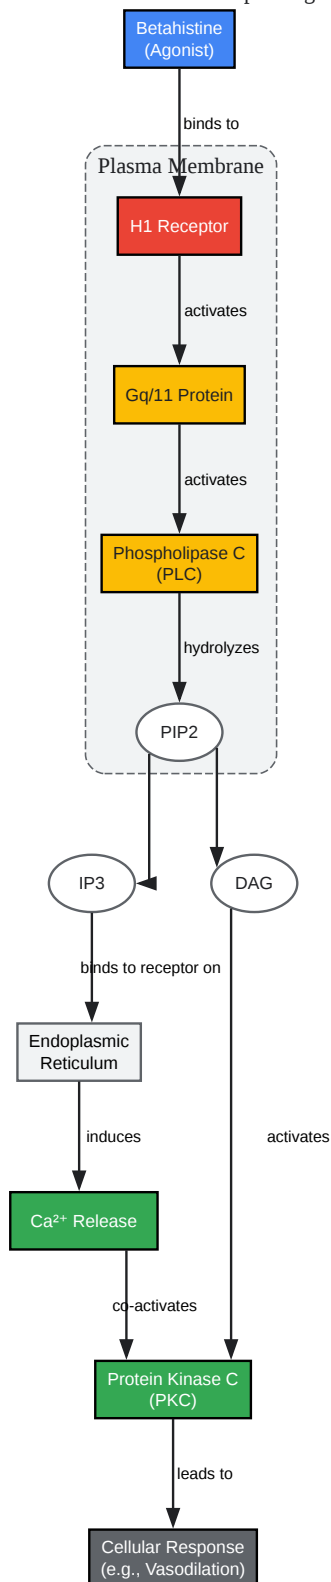 Betahistine
(Agonist)
binds to
Plasma Membrane
H1 Receptor
activates
Gq/11 Protein
activates
Phospholipase C
(PLC)
hydrolyzes
PIP2
IP3
DAG
binds to receptor on
Endoplasmic
Reticulum
induces
activates
Ca²⁺ Release
co-activates
Protein Kinase C
(PKC)
leads to
Cellular Response
(e.g., Vasodilation)